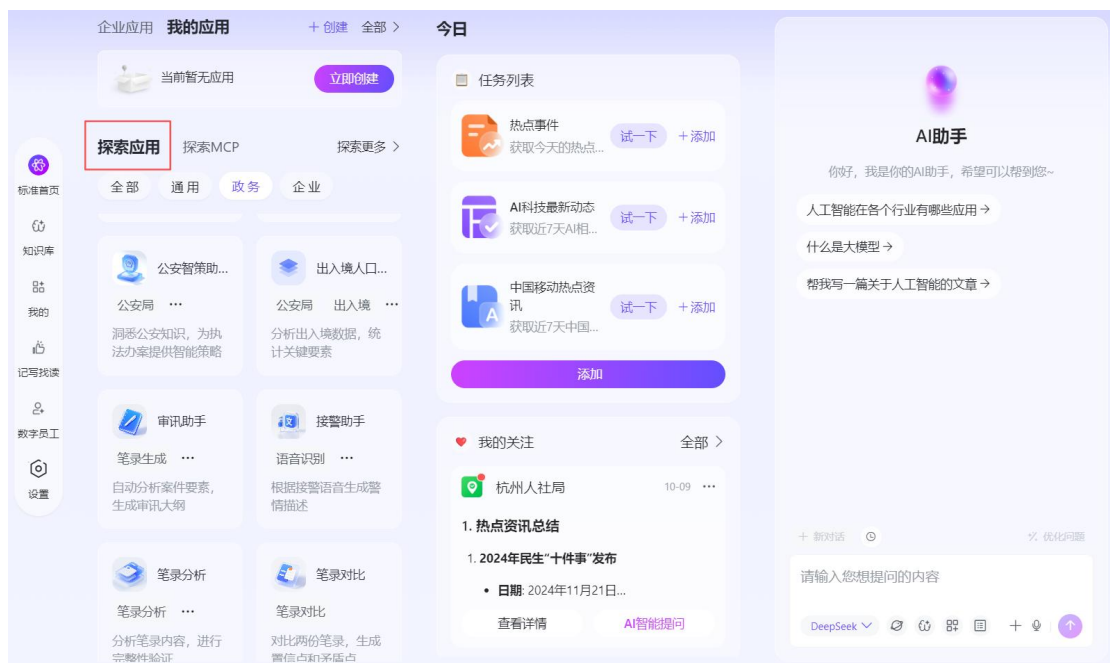 标准首页
知识库
我的
记写找读
数字员工
设置
企业应用 我的应用 + 创建 全部 >
当前暂无应用 立即创建
探索应用 探索MCP 探索更多 >
全部 通用 政务 企业
公安智策助...
公安局 ...
洞悉公安知识，为执
法办案提供智能策略
出入境人口...
公安局 出入境 ...
分析出入境数据，统
计关键要素
审讯助手
笔录生成 ...
自动分析案件要素，
生成审讯大纲
接警助手
语音识别 ...
根据接警语音生成警
情描述
笔录分析
笔录分析 ...
分析笔录内容，进行
完整性验证
笔录对比
笔录对比
对比两份笔录，生成
置信点和矛盾点
今日
任务列表
热点事件
获取今天的热点...
试一下 + 添加
AI科技最新动态
获取近7天AI相...
试一下 + 添加
中国移动热点资
讯
获取近7天中国...
试一下 + 添加
添加
我的关注 全部 >
杭州人社局 10-09 ...
1. 热点资讯总结
1. 2024年民生“十件事”发布
• 日期: 2024年11月21日...
查看详情 AI智能提问
AI助手
你好，我是你的AI助手，希望可以帮到您~
人工智能在各个行业有哪些应用 →
什么是大模型 →
帮我写一篇关于人工智能的文章 →
+ 新对话 优化问题
请输入您想提问的内容
DeepSeek